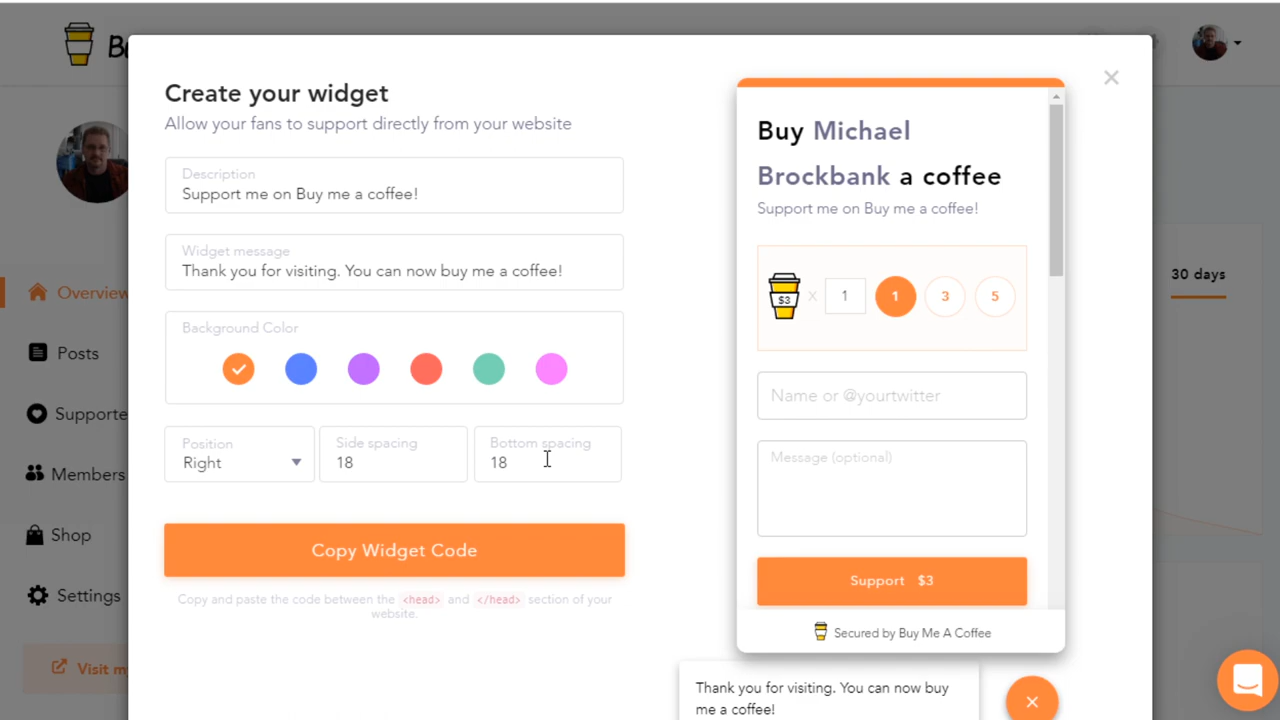 Create your widget
Allow your fans to support directly from your website
Description
Support me on Buy me a coffee!
Widget message
Thank you for visiting. You can now buy me a coffee!
Background Color
Position
Right
Side spacing
18
Bottom spacing
18
Copy Widget Code
Copy and paste the code between the <head> and </head> section of your
website.
Buy Michael
Brockbank a coffee
Support me on Buy me a coffee!
$3 × 1 1 3 5
Name or @yourtwitter
Message (optional)
Support $3
Secured by Buy Me A Coffee
Thank you for visiting. You can now buy
me a coffee!
Overview
Posts
Supporte
Members
Shop
Settings
Visit my
30 days